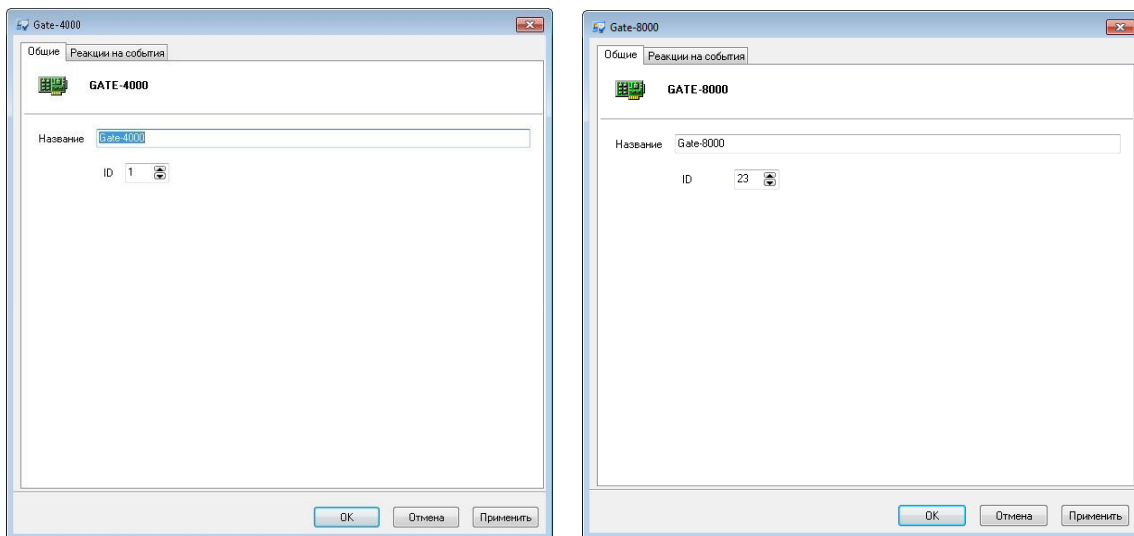 Gate-4000
Общие Реакции на события
GATE-4000
Название Gate-4000
ID 1
OK Отмена Применить
Gate-8000
Общие Реакции на события
GATE-8000
Название Gate-8000
ID 23
OK Отмена Применить